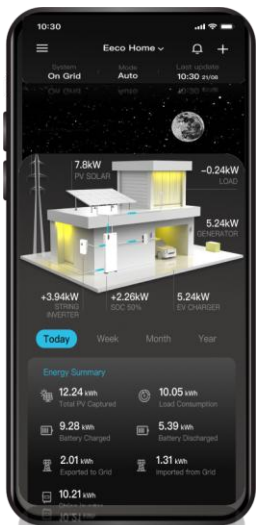 10:30
Eeco Home
System Mode Last update
On Grid Auto 10:30 21/08
7.8kW
PV SOLAR
−0.24kW
LOAD
5.24kW
GENERATOR
+3.94kW +2.26kW 5.24kW
STRING SOC 50% EV CHARGER
INVERTER
Today Week Month Year
Energy Summary
12.24 kWh 10.05 kWh
Total PV Captured Load Consumption
9.28 kWh 5.39 kWh
Battery Charged Battery Discharged
2.01 kWh 1.31 kWh
Exported to Grid Imported from Grid
10.21 kWh